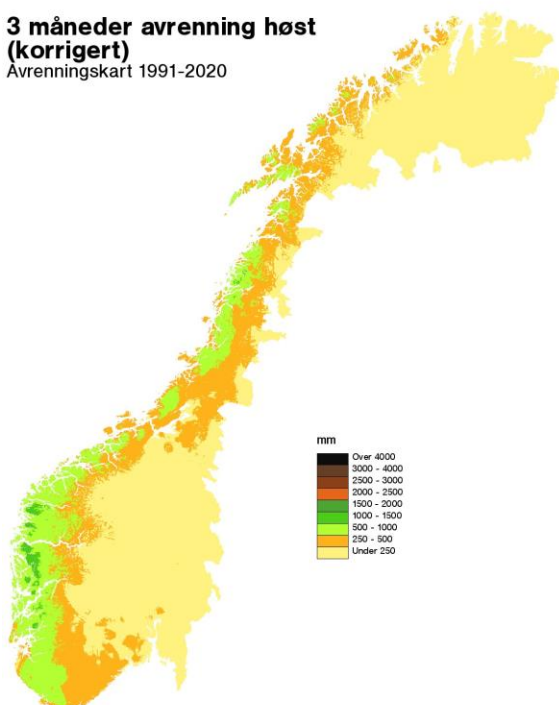 3 måneder avrenning høst
(korrigert)
Avrenningskart 1991-2020
mm
Over 4000
3000 - 4000
2500 - 3000
2000 - 2500
1500 - 2000
1000 - 1500
500 - 1000
250 - 500
Under 250